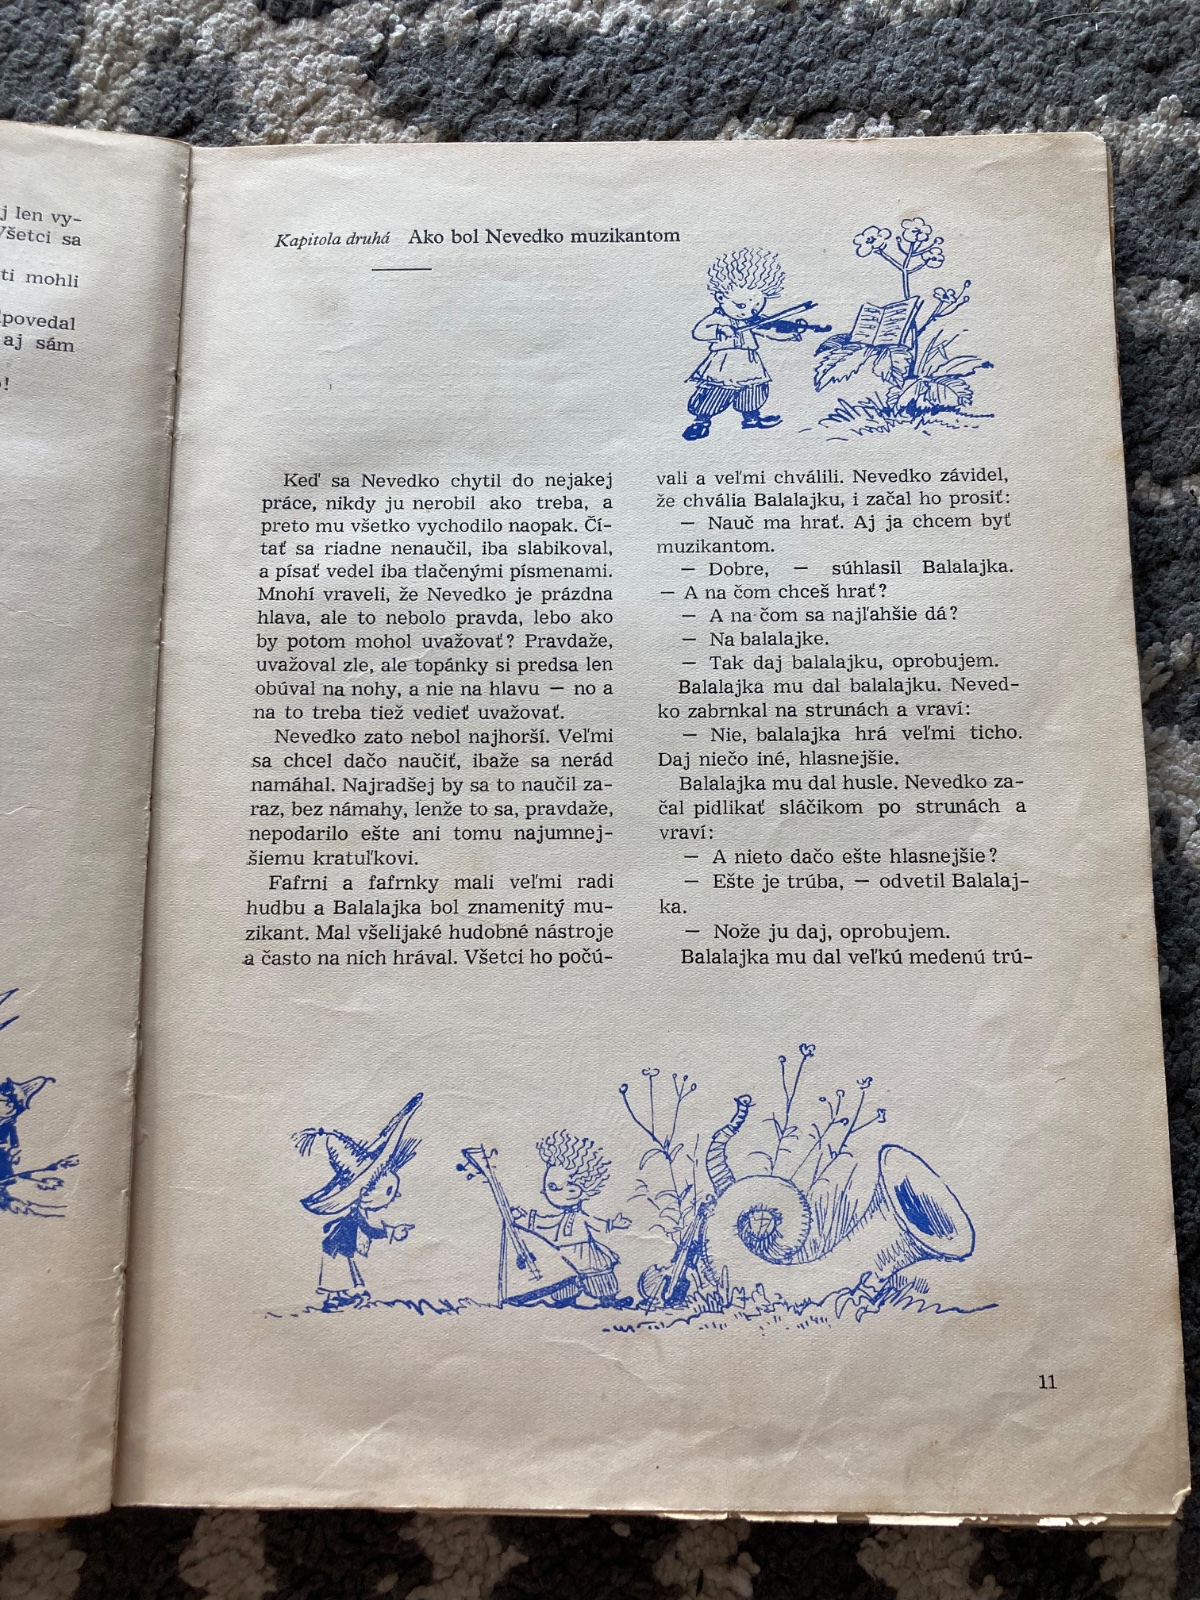 j len vy-
Všetci sa
ti mohli
povedal
aj sám
!
Kapitola druhá Ako bol Nevedko muzikantom
Keď sa Nevedko chytil do nejakej
práce, nikdy ju nerobil ako treba, a
preto mu všetko vychodilo naopak. Čí-
tať sa riadne nenaučil, iba slabikoval,
a písať vedel iba tlačenými písmenami.
Mnohí vraveli, že Nevedko je prázdna
hlava, ale to nebolo pravda, lebo ako
by potom mohol uvažovať? Pravdaže,
uvažoval zle, ale topánky si predsa len
obúval na nohy, a nie na hlavu — no a
na to treba tiež vedieť uvažovať.
Nevedko zato nebol najhorší. Veľmi
sa chcel dačo naučiť, ibaže sa nerád
namáhal. Najradšej by sa to naučil za-
raz, bez námahy, lenže to sa, pravdaže,
nepodarilo ešte ani tomu najumnej-
šiemu kratuľkovi.
Fafrni a fafrnky mali veľmi radi
hudbu a Balalajka bol znamenitý mu-
zikant. Mal všelijaké hudobné nástroje
a často na nich hrával. Všetci ho počú-
vali a veľmi chválili. Nevedko závidel,
že chvália Balalajku, i začal ho prosiť:
— Nauč ma hrať. Aj ja chcem byť
muzikantom.
— Dobre, — súhlasil Balalajka.
— A na čom chceš hrať?
— A na čom sa najľahšie dá?
— Na balalajke.
— Tak daj balalajku, oprobujem.
Balalajka mu dal balalajku. Neved-
ko zabrnkal na strunách a vraví:
— Nie, balalajka hrá veľmi ticho.
Daj niečo iné, hlasnejšie.
Balalajka mu dal husle. Nevedko za-
čal pidlikať sláčikom po strunách a
vraví:
— A nieto dačo ešte hlasnejšie?
— Ešte je trúba, — odvetil Balalaj-
ka.
— Nože ju daj, oprobujem.
Balalajka mu dal veľkú medenú trú-
11